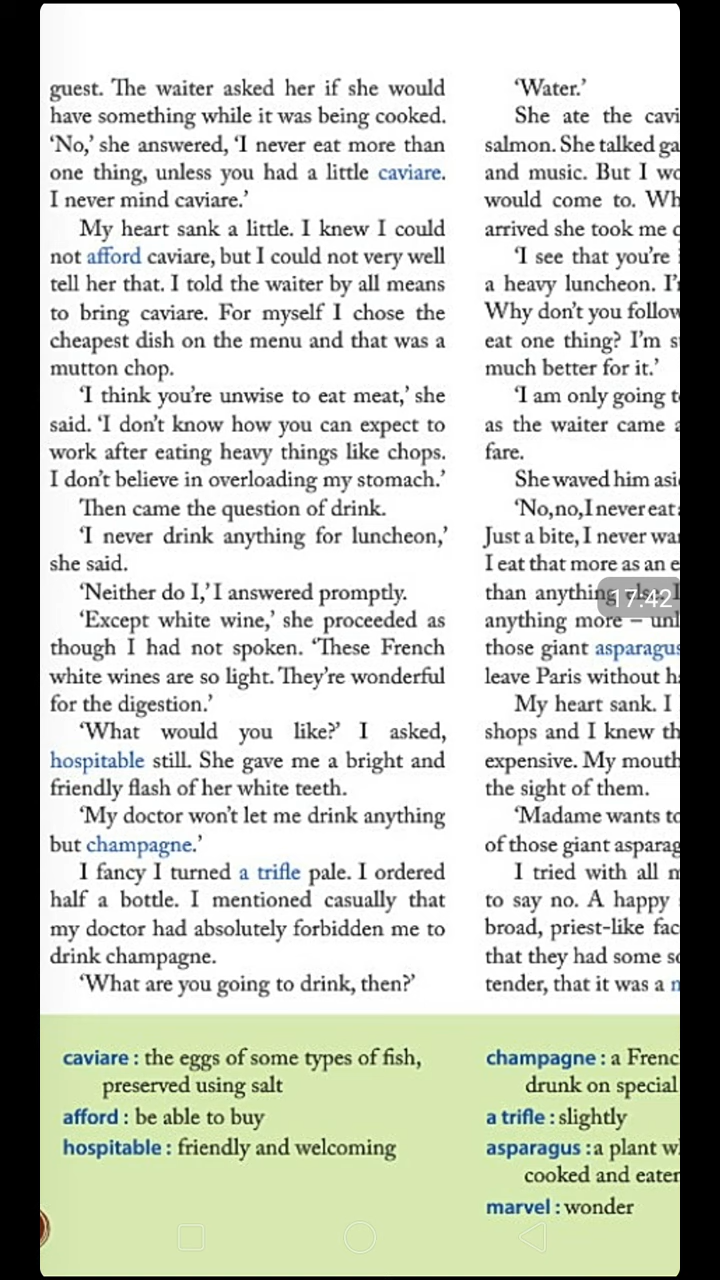 guest. The waiter asked her if she would
have something while it was being cooked.
‘No,’ she answered, ‘I never eat more than
one thing, unless you had a little caviare.
I never mind caviare.’
My heart sank a little. I knew I could
not afford caviare, but I could not very well
tell her that. I told the waiter by all means
to bring caviare. For myself I chose the
cheapest dish on the menu and that was a
mutton chop.
‘I think you’re unwise to eat meat,’ she
said. ‘I don’t know how you can expect to
work after eating heavy things like chops.
I don’t believe in overloading my stomach.’
Then came the question of drink.
‘I never drink anything for luncheon,’
she said.
‘Neither do I,’ I answered promptly.
‘Except white wine,’ she proceeded as
though I had not spoken. ‘These French
white wines are so light. They’re wonderful
for the digestion.’
‘What would you like?’ I asked,
hospitable still. She gave me a bright and
friendly flash of her white teeth.
‘My doctor won’t let me drink anything
but champagne.’
I fancy I turned a trifle pale. I ordered
half a bottle. I mentioned casually that
my doctor had absolutely forbidden me to
drink champagne.
‘What are you going to drink, then?’
‘Water.’
She ate the cavi
salmon. She talked ga
and music. But I wo
would come to. Wh
arrived she took me
‘I see that you’re
a heavy luncheon. I’
Why don’t you follow
eat one thing? I’m s
much better for it.’
‘I am only going t
as the waiter came
fare.
She waved him asi
‘No, no, I never eat
Just a bite, I never wa
I eat that more as an e
than anything
17:42
anything more – unl
those giant asparagus
leave Paris without h
My heart sank. I
shops and I knew th
expensive. My mouth
the sight of them.
‘Madame wants to
of those giant asparag
I tried with all
to say no. A happy
broad, priest-like fac
that they had some so
tender, that it was a
caviare : the eggs of some types of fish,
preserved using salt
afford : be able to buy
hospitable : friendly and welcoming
champagne : a Frenc
drunk on special
a trifle : slightly
asparagus : a plant w
cooked and eate
marvel : wonder